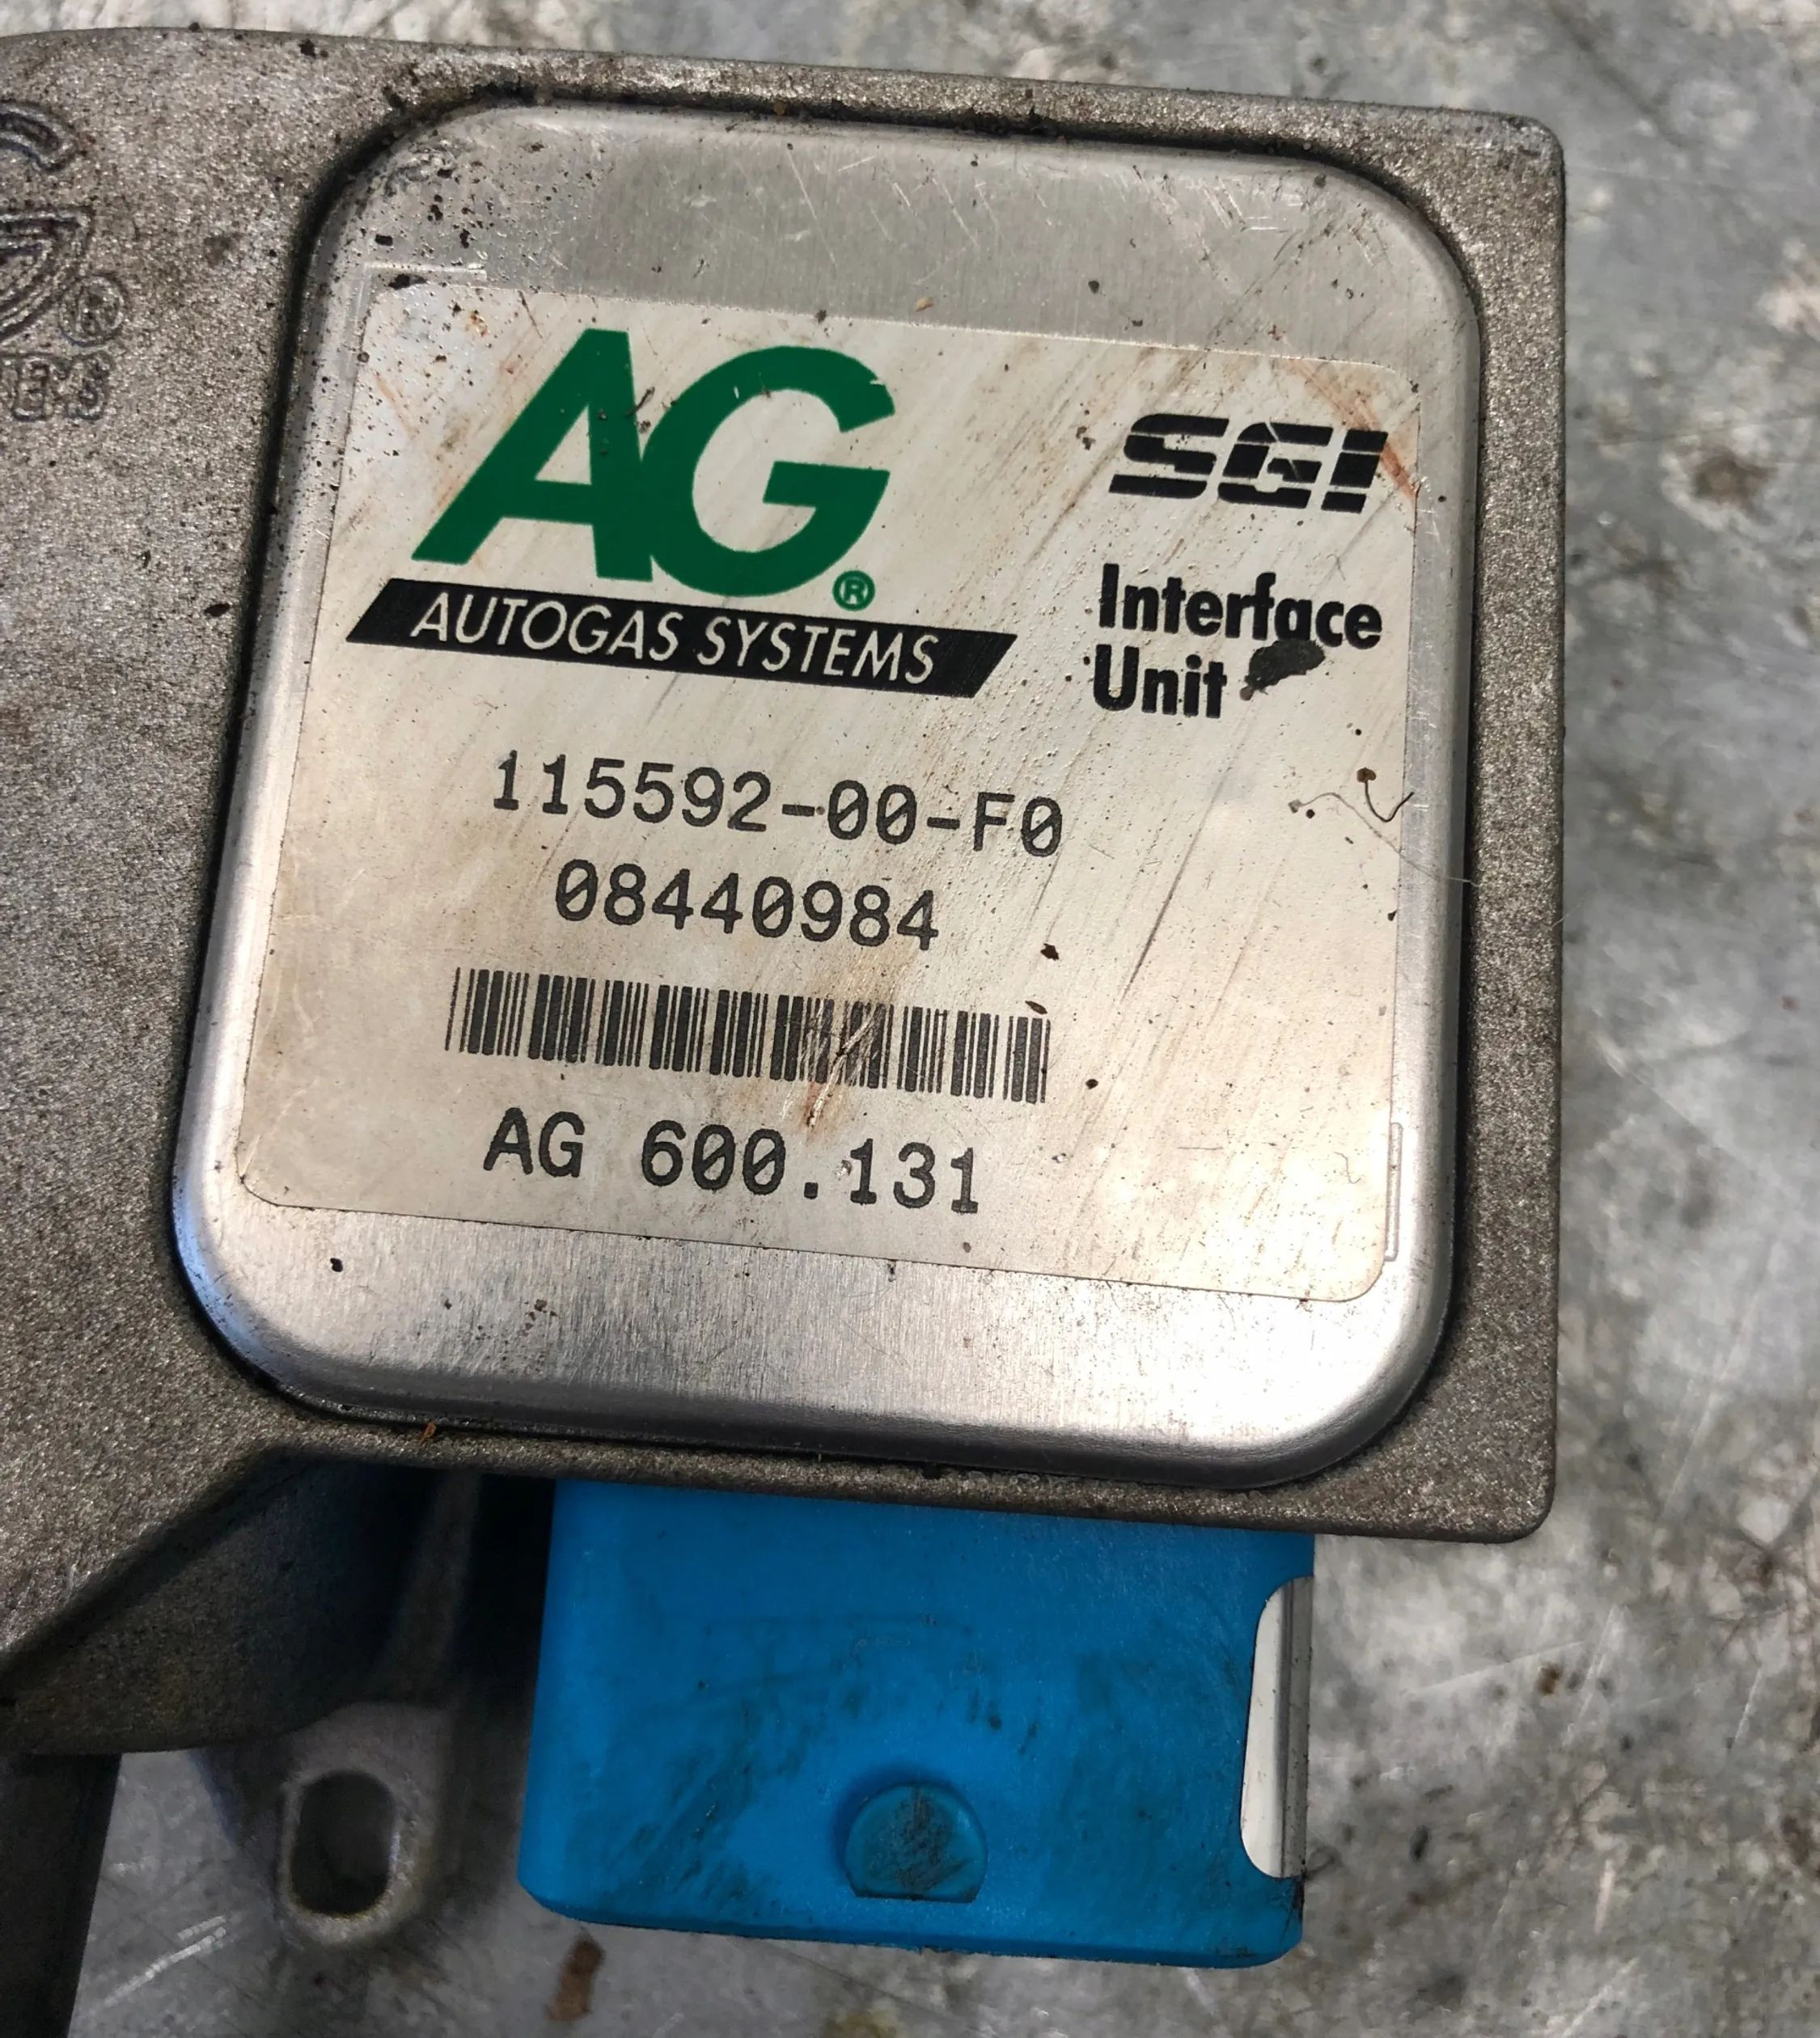 AG®
AUTOGAS SYSTEMS
SGI
Interface
Unit
115592-00-F0
08440984
AG 600.131